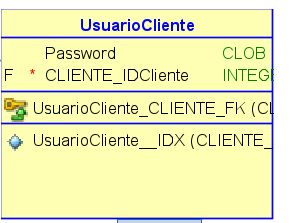 UsuarioCliente
Password CLOB
F * CLIENTE_IDCliente INTEGE
UsuarioCliente_CLIENTE_FK (CL
UsuarioCliente__IDX (CLIENTE_